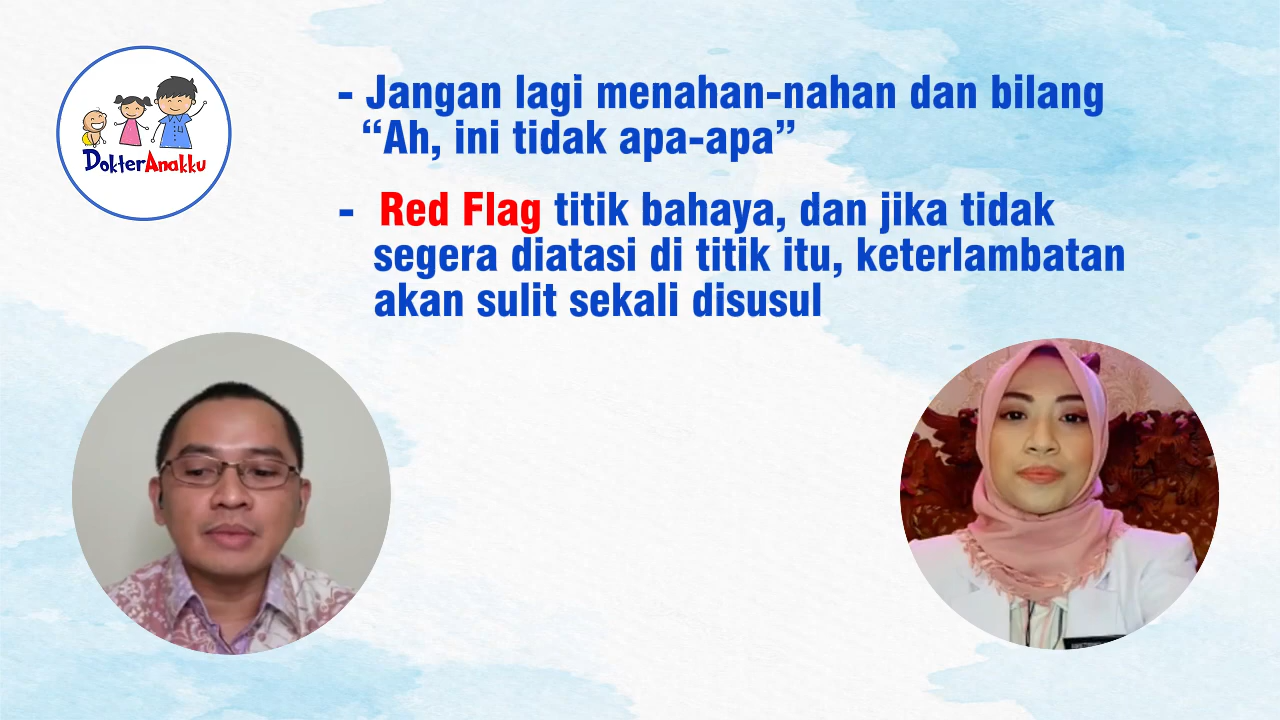 DokterAnakku
- Jangan lagi menahan-nahan dan bilang
“Ah, ini tidak apa-apa”
- Red Flag titik bahaya, dan jika tidak
segera diatasi di titik itu, keterlambatan
akan sulit sekali disusul